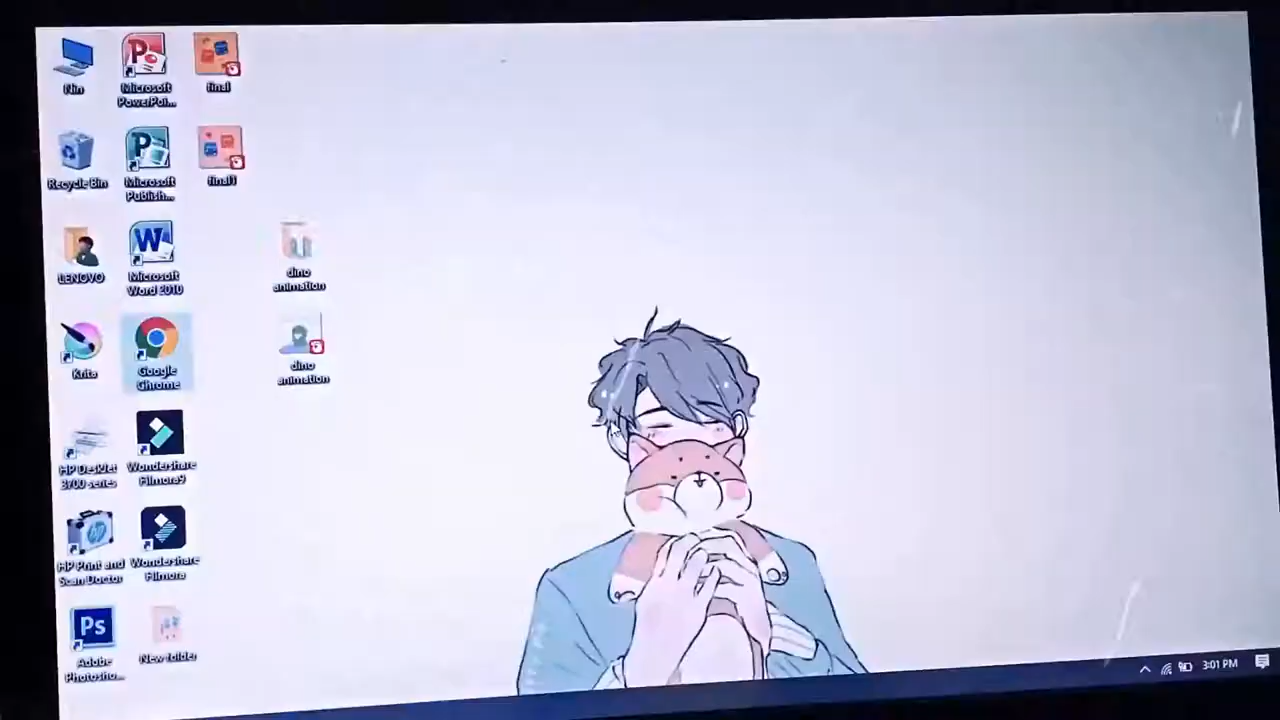 Nin
Microsoft
PowerPoi...
final
Recycle Bin
Microsoft
Publish...
final1
LENOVO
Microsoft
Word 2010
dino
animation
Krita
Google
Chrome
dino
animation
HP Deskjet
3700 series
Wondershare
Filmora9
HP Print and
Scan Doctor
Wondershare
Filmora
Ps
Adobe
Photosho...
New folder
3:01 PM